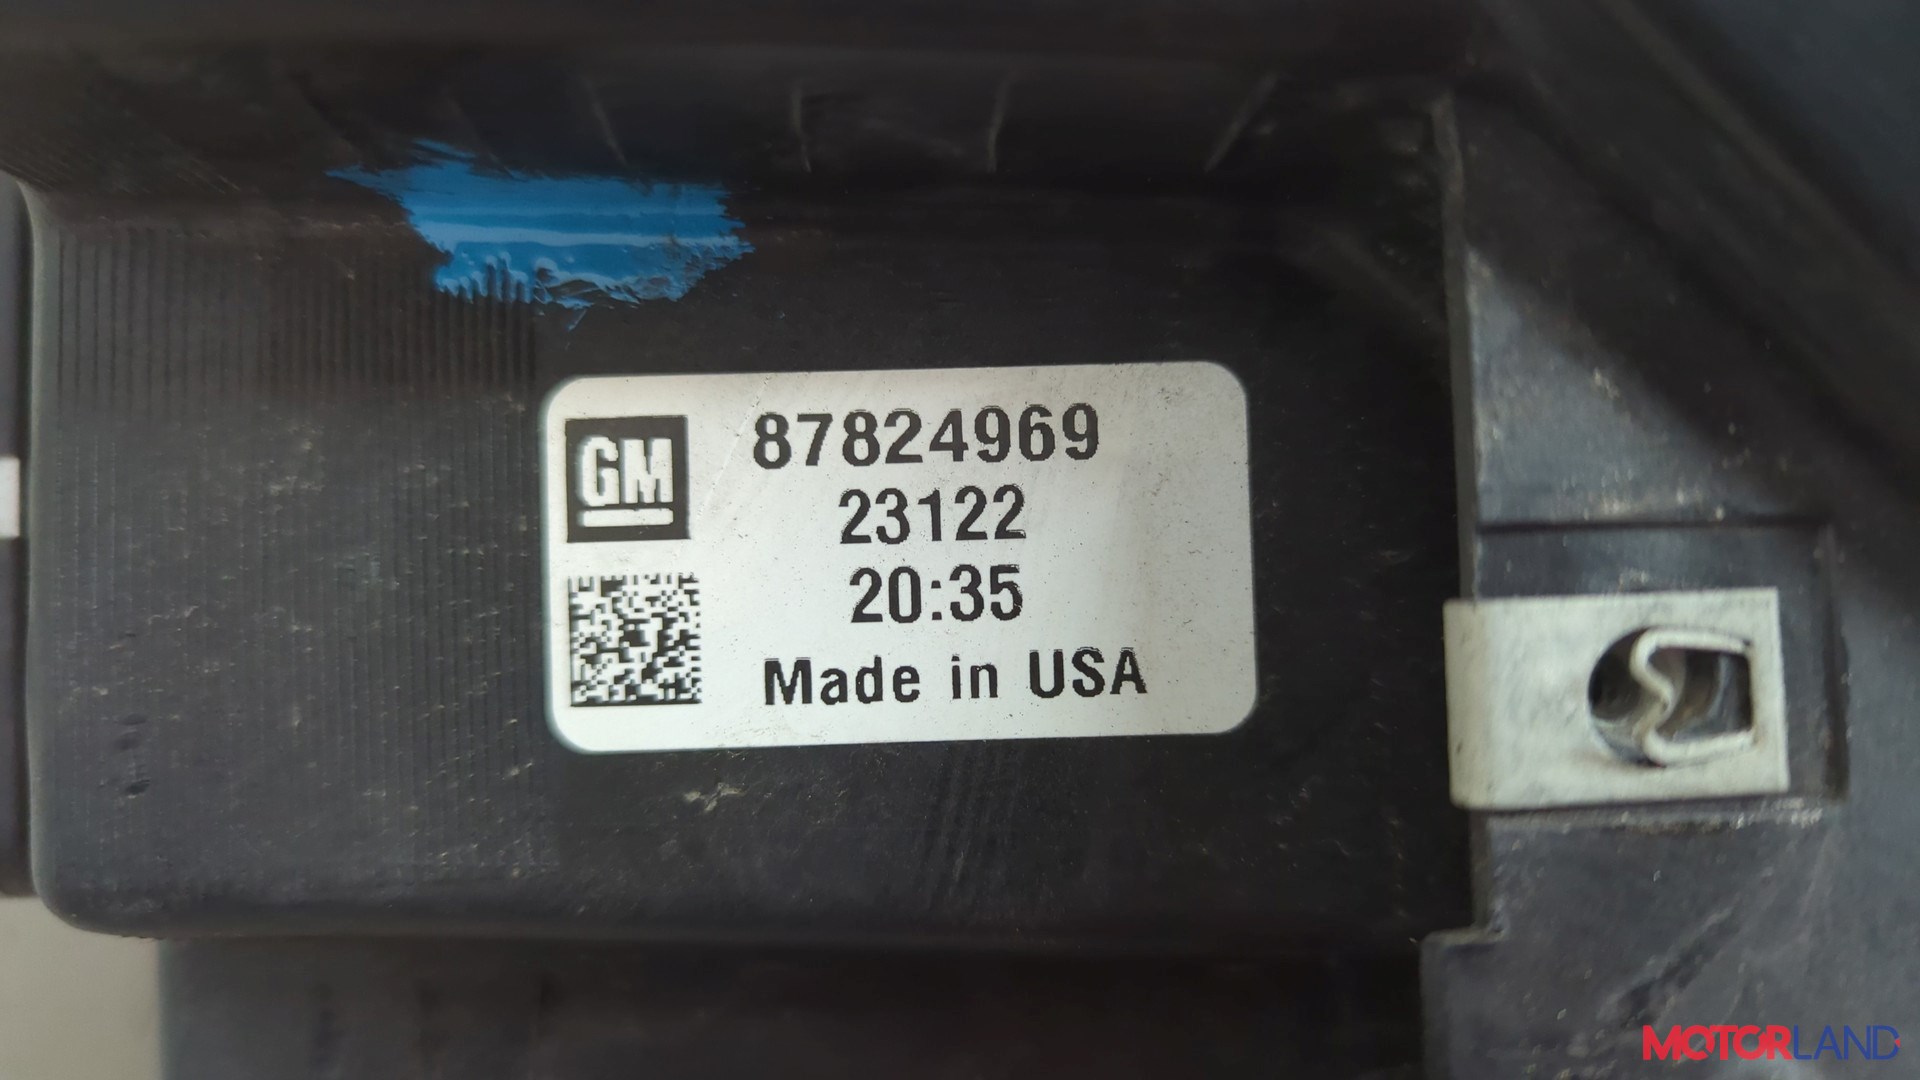 GM
87824969
23122
20:35
Made in USA
MOTORLAND